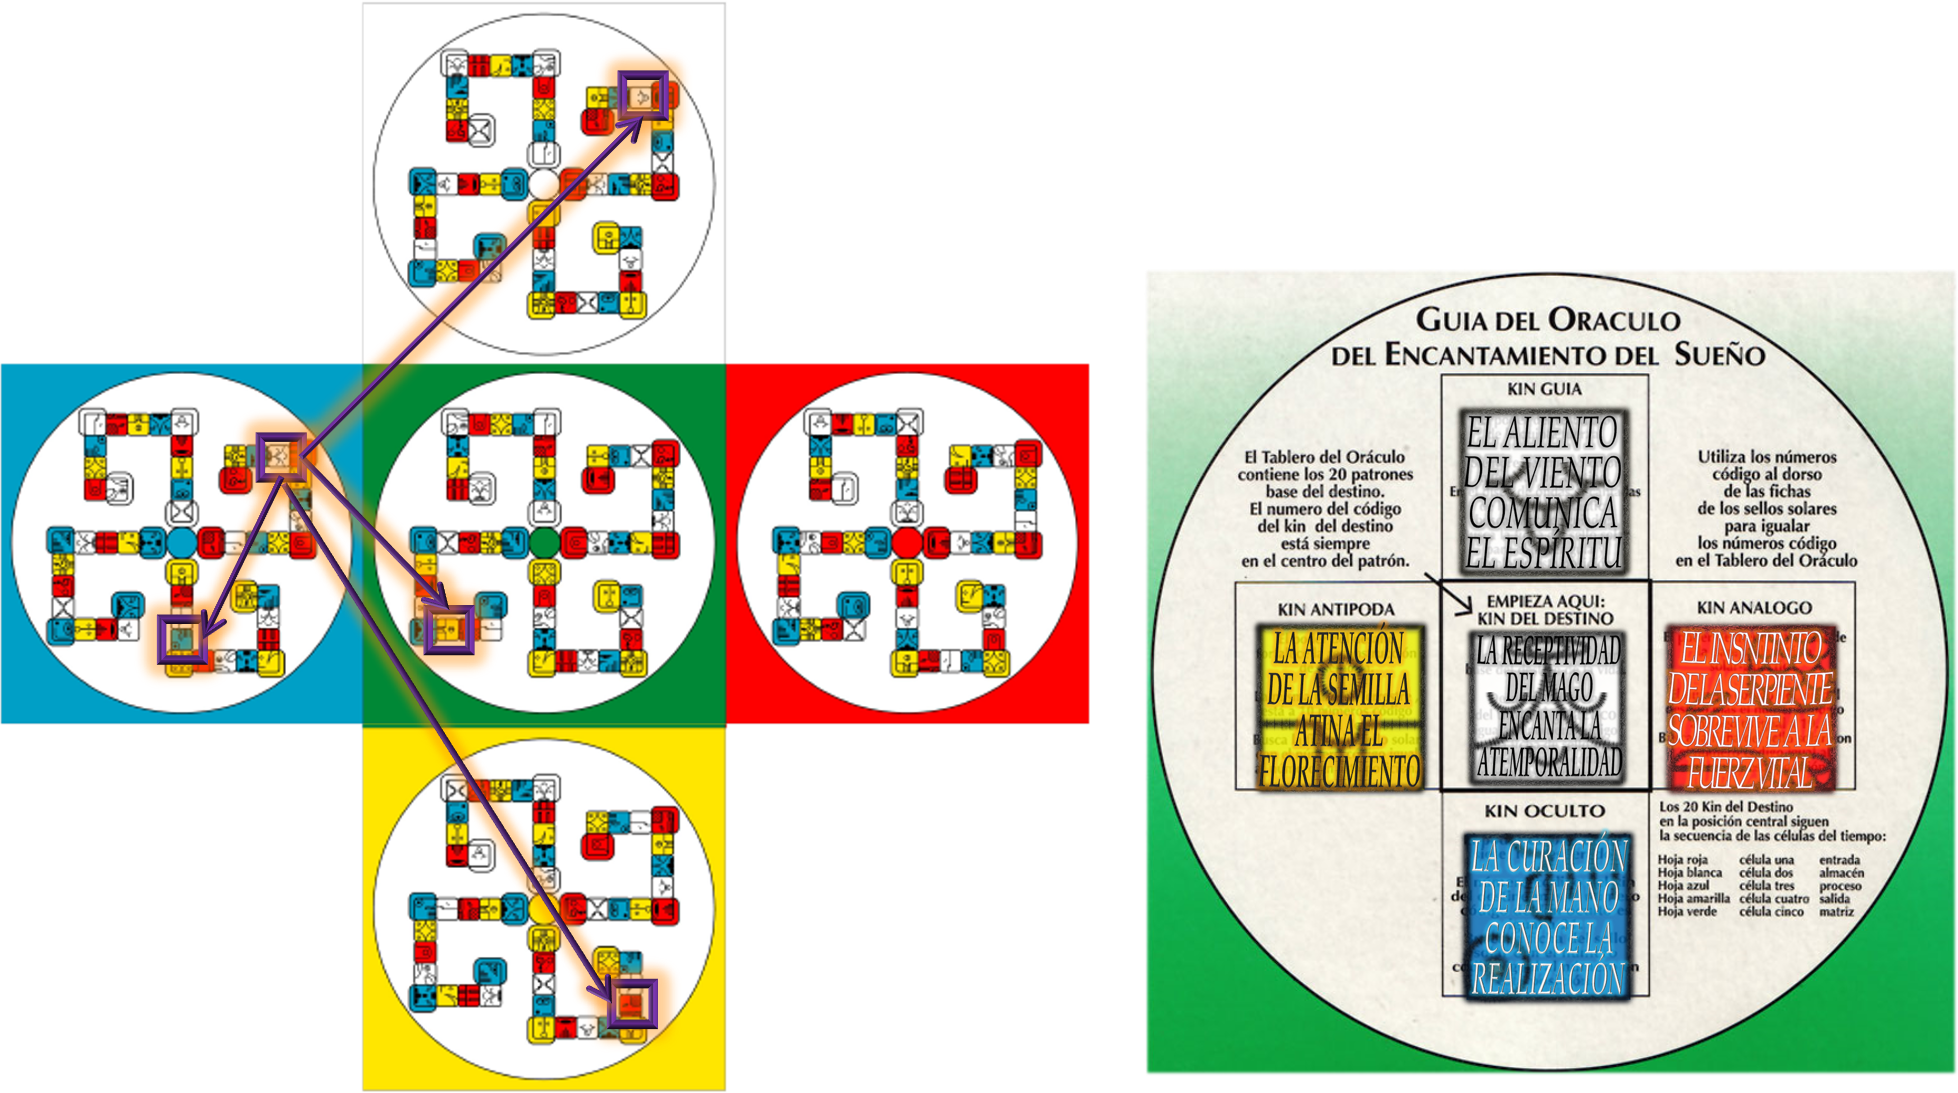 GUIA DEL ORACULO
DEL ENCANTAMIENTO DEL SUEÑO
KIN GUIA
EL ALIENTO
DEL VIENTO
COMUNICA
EL ESPÍRITU
El Tablero del Oráculo
contiene los 20 patrones
base del destino.
El numero del código
del kin del destino
está siempre
en el centro del patrón.
Utiliza los números
código al dorso
de las fichas
de los sellos solares
para igualar
los números código
en el Tablero del Oráculo
KIN ANTIPODA
LA ATENCIÓN
DE LA SEMILLA
ATINA EL
FLORECIMIENTO
EMPIEZA AQUI:
KIN DEL DESTINO
LA RECEPTIVIDAD
DEL MAGO
ENCANTA LA
ATEMPORALIDAD
KIN ANALOGO
EL INSNTINTO
DE LA SERPIENTE
SOBREVIVE A LA
FUERZ VITAL
KIN OCULTO
LA CURACIÓN
DE LA MANO
CONOCE LA
REALIZACIÓN
Los 20 Kin del Destino
en la posición central siguen
la secuencia de las células del tiempo:
Hoja roja célula una entrada
Hoja blanca célula dos almacén
Hoja azul célula tres proceso
Hoja amarilla célula cuatro salida
Hoja verde célula cinco matriz